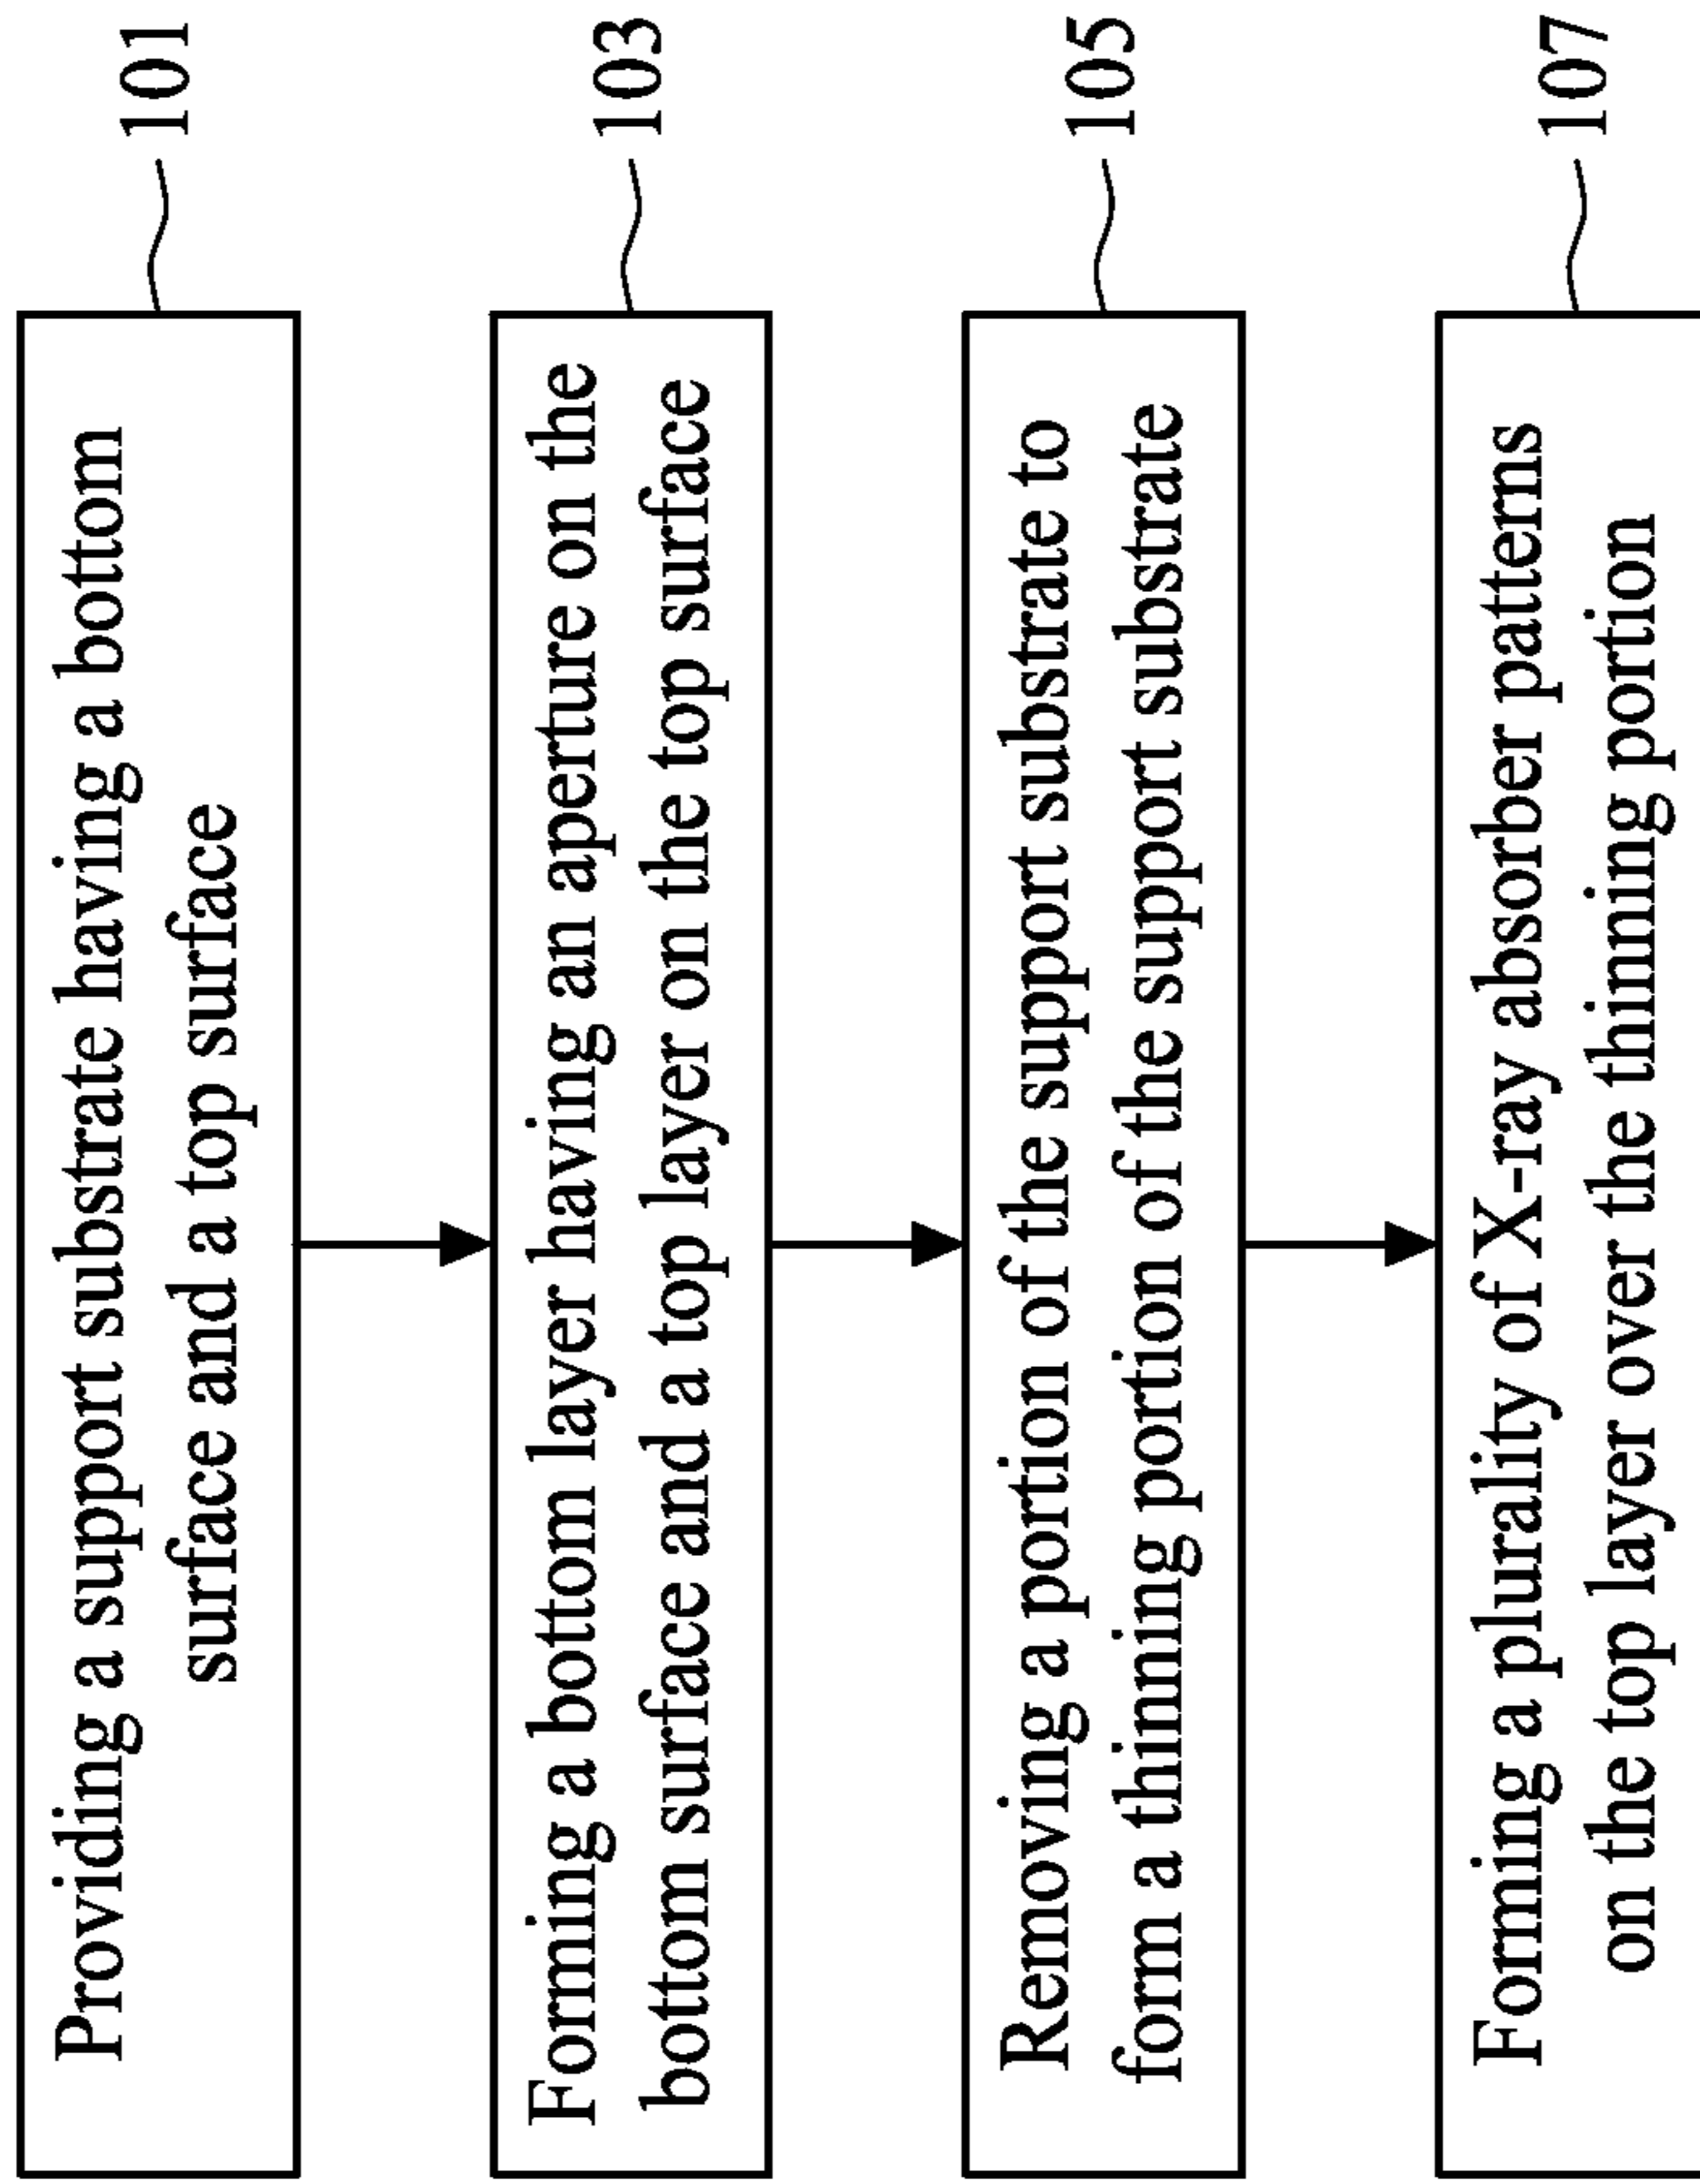 Providing a support substrate having a bottom
surface and a top surface
101
Forming a bottom layer having an aperture on the
bottom surface and a top layer on the top surface
103
Removing a portion of the support substrate to
form a thinning portion of the support substrate
105
Forming a plurality of X-ray absorber patterns
on the top layer over the thinning portion
107